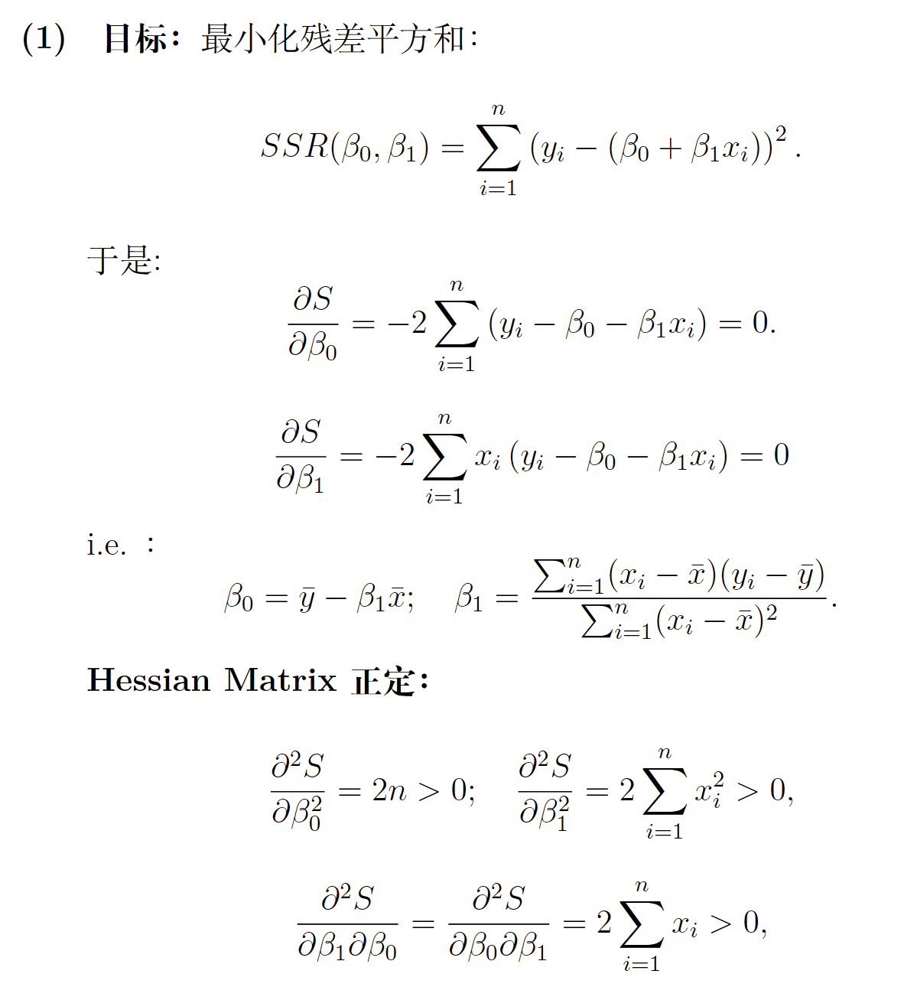 (1) 目标：最小化残差平方和：
$$SSR(\beta_0, \beta_1) = \sum_{i=1}^{n} \left(y_i - (\beta_0 + \beta_1 x_i)\right)^2.$$
于是:
$$\frac{\partial S}{\partial \beta_0} = -2 \sum_{i=1}^{n} (y_i - \beta_0 - \beta_1 x_i) = 0.$$
$$\frac{\partial S}{\partial \beta_1} = -2 \sum_{i=1}^{n} x_i (y_i - \beta_0 - \beta_1 x_i) = 0$$
i.e. ：
$$\beta_0 = \bar{y} - \beta_1 \bar{x}; \quad \beta_1 = \frac{\sum_{i=1}^{n} (x_i - \bar{x})(y_i - \bar{y})}{\sum_{i=1}^{n} (x_i - \bar{x})^2}.$$
Hessian Matrix 正定：
$$\frac{\partial^2 S}{\partial \beta_0^2} = 2n > 0; \quad \frac{\partial^2 S}{\partial \beta_1^2} = 2 \sum_{i=1}^{n} x_i^2 > 0,$$
$$\frac{\partial^2 S}{\partial \beta_1 \partial \beta_0} = \frac{\partial^2 S}{\partial \beta_0 \partial \beta_1} = 2 \sum_{i=1}^{n} x_i > 0,$$